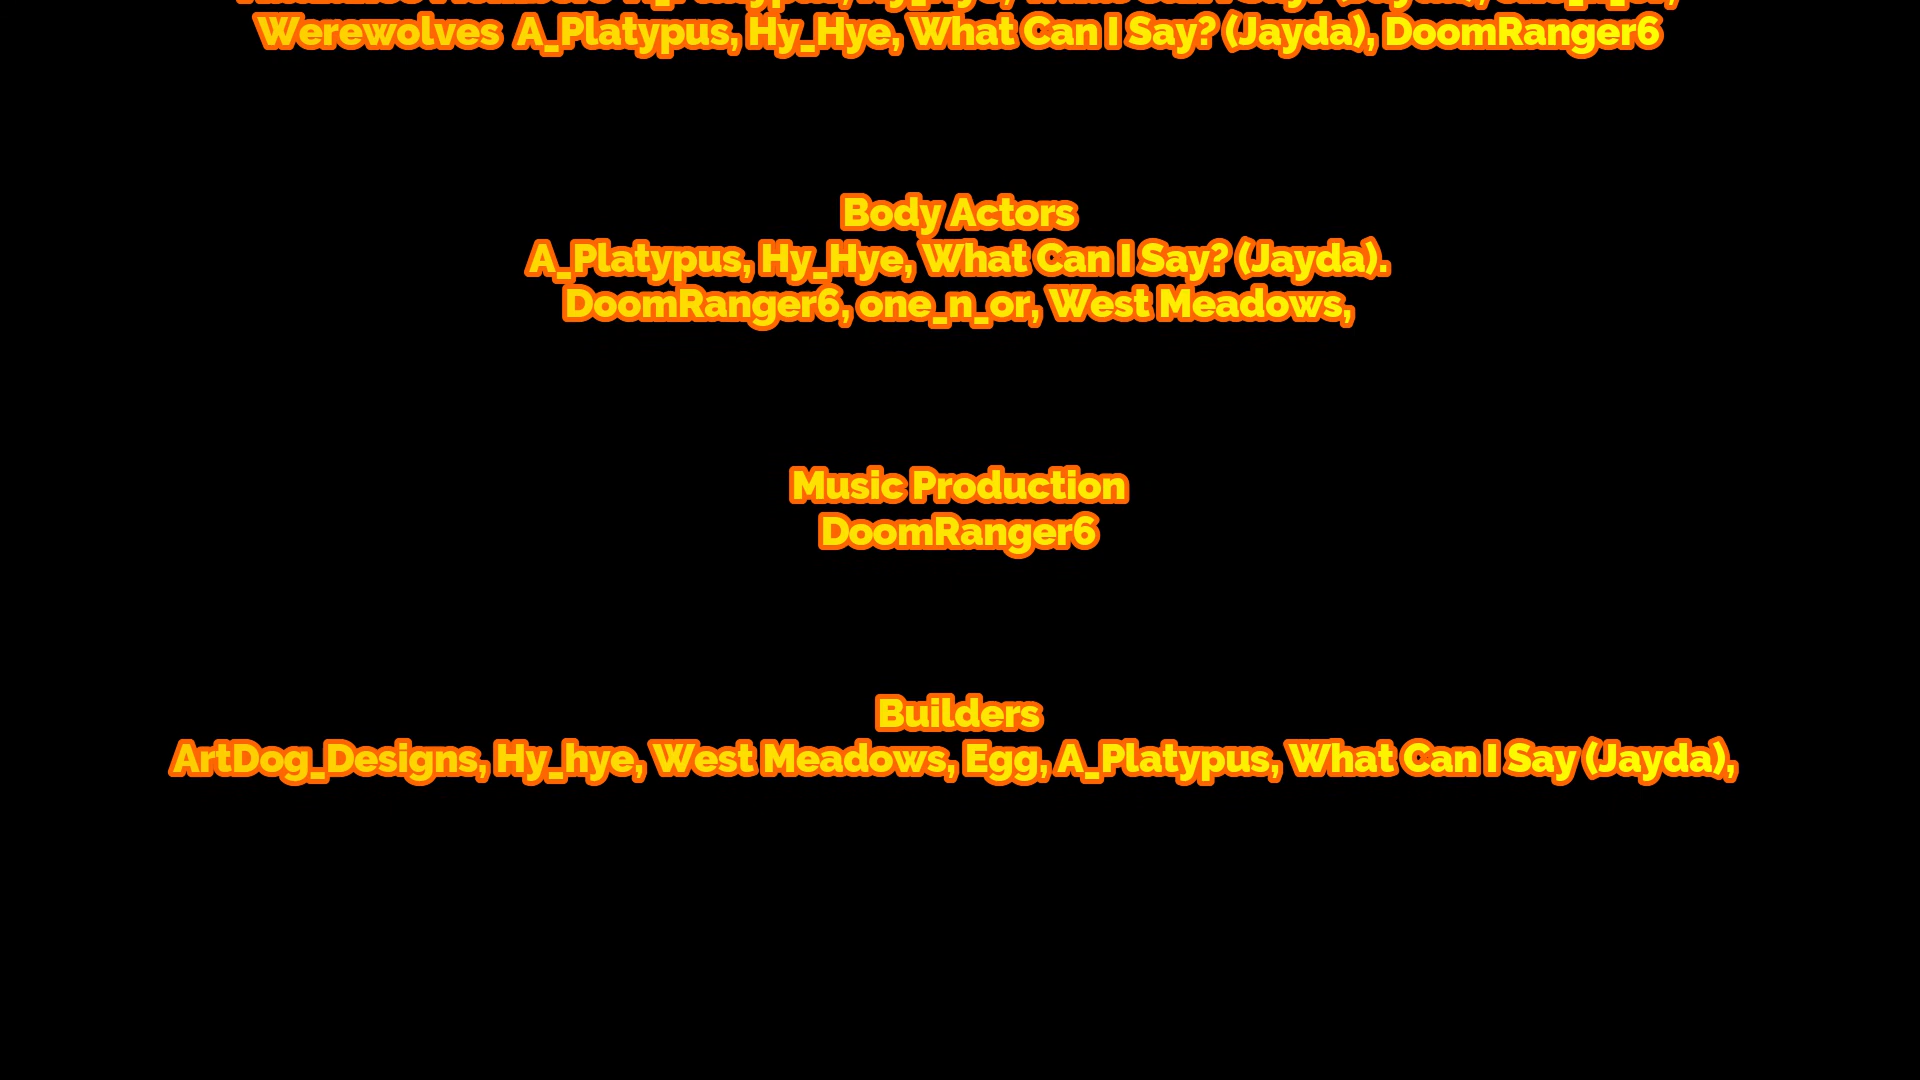 Werewolves  A_Platypus, Hy_Hye, What Can I Say? (Jayda), DoomRanger6
Body Actors
A_Platypus, Hy_Hye, What Can I Say? (Jayda).
DoomRanger6, one_n_or, West Meadows,
Music Production
DoomRanger6
Builders
ArtDog_Designs, Hy_hye, West Meadows, Egg, A_Platypus, What Can I Say (Jayda),